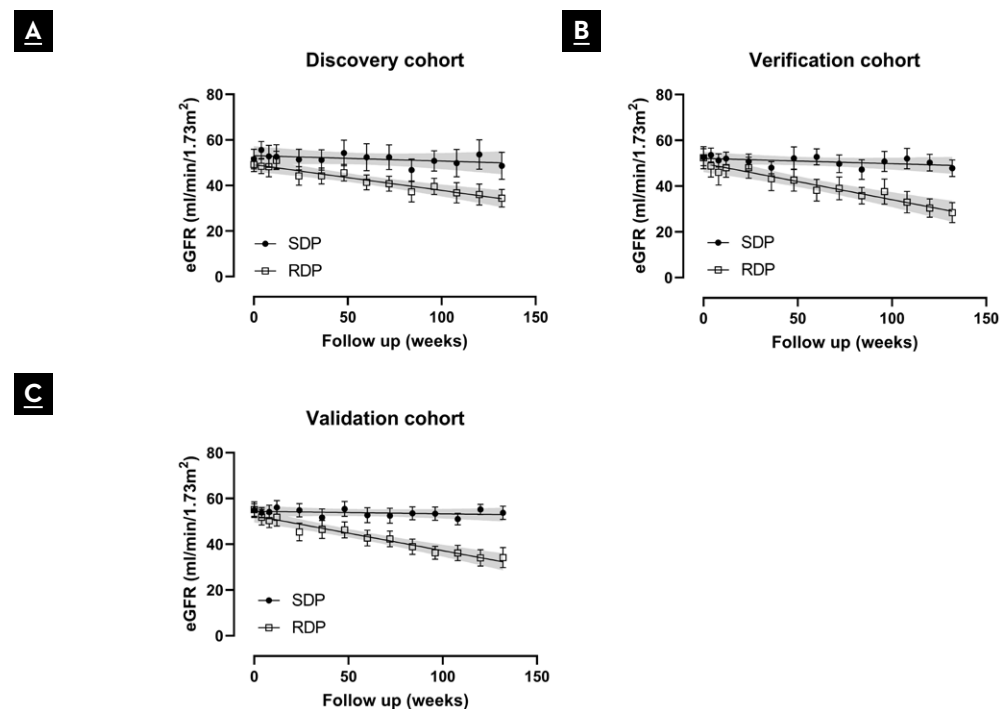 A
Discovery cohort
eGFR (ml/min/1.73m²)
80
60
40
20
0
SDP
RDP
0 50 100 150
Follow up (weeks)
B
Verification cohort
eGFR (ml/min/1.73m²)
80
60
40
20
0
SDP
RDP
0 50 100 150
Follow up (weeks)
C
Validation cohort
eGFR (ml/min/1.73m²)
80
60
40
20
0
SDP
RDP
0 50 100 150
Follow up (weeks)